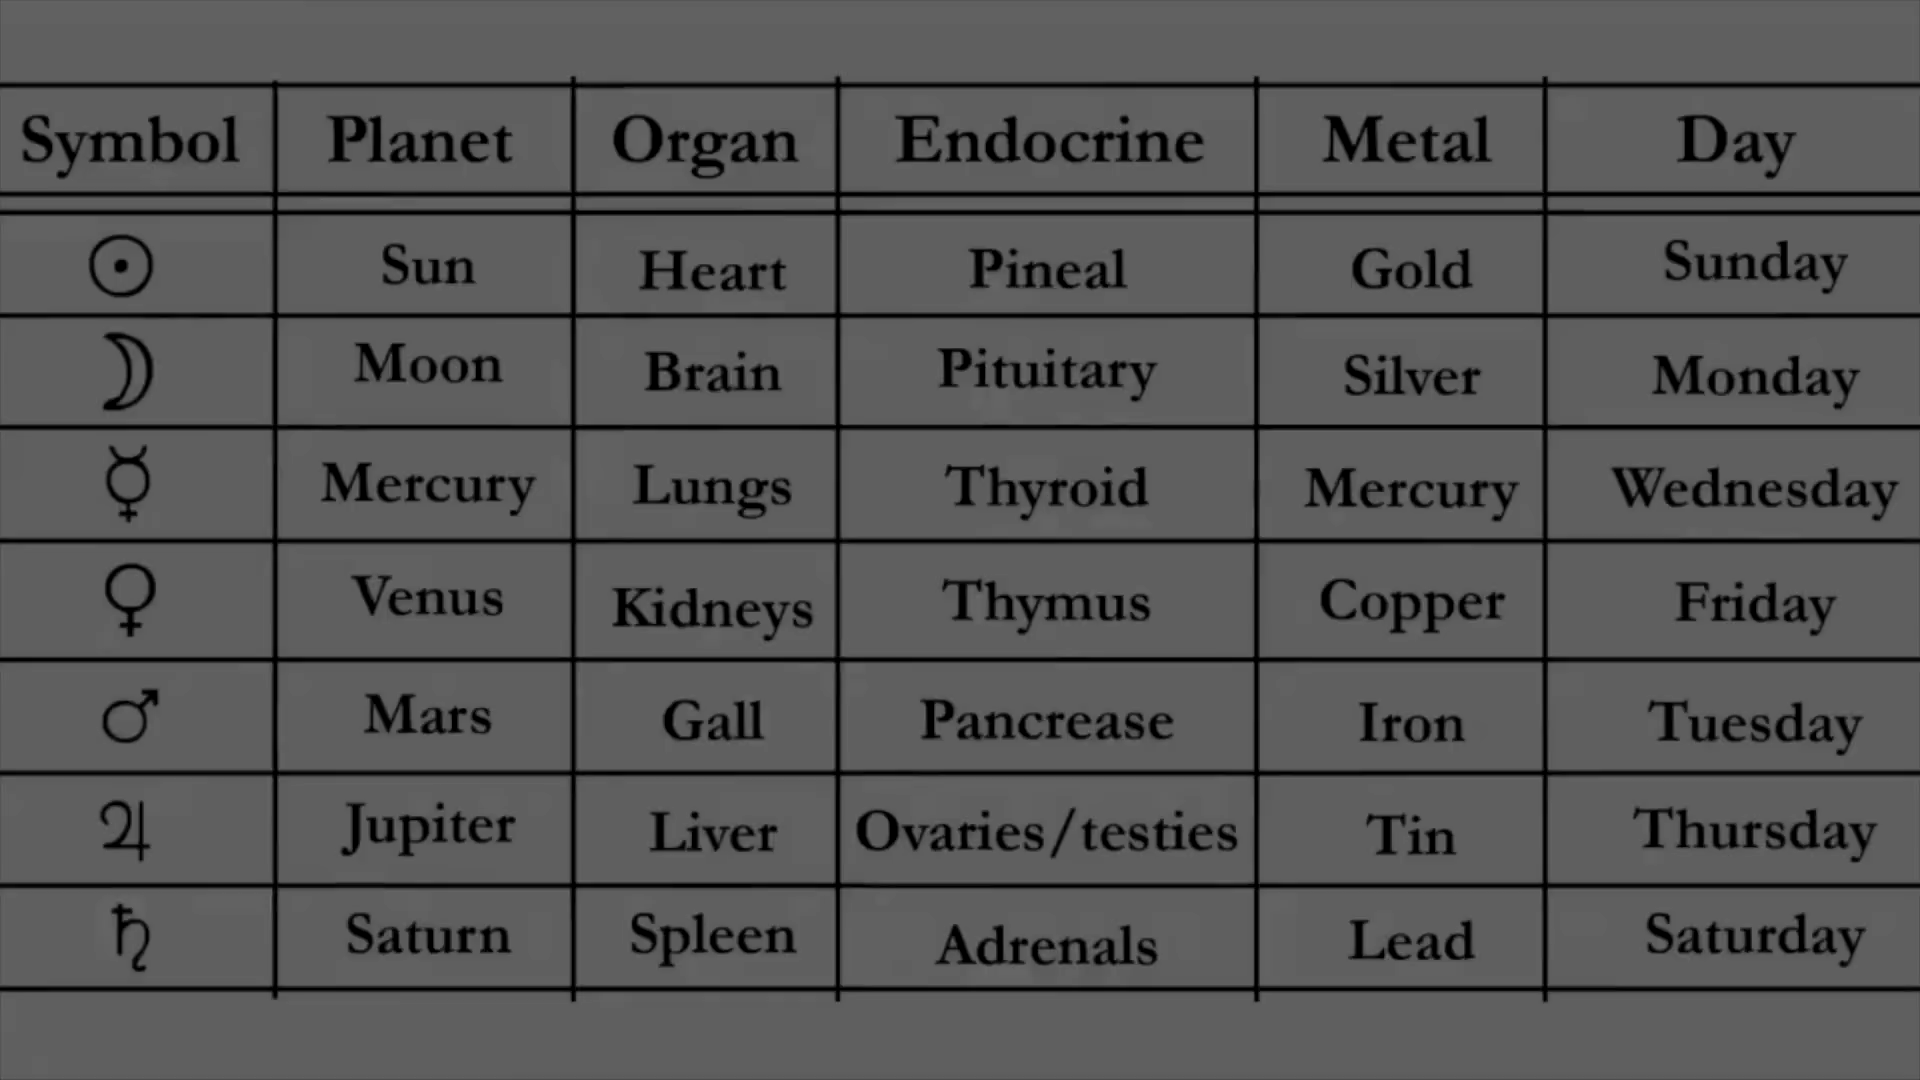 Symbol Planet Organ Endocrine Metal Day
☉ Sun Heart Pineal Gold Sunday
☽ Moon Brain Pituitary Silver Monday
☿ Mercury Lungs Thyroid Mercury Wednesday
♀ Venus Kidneys Thymus Copper Friday
♂ Mars Gall Pancrease Iron Tuesday
♃ Jupiter Liver Ovaries/testies Tin Thursday
♄ Saturn Spleen Adrenals Lead Saturday